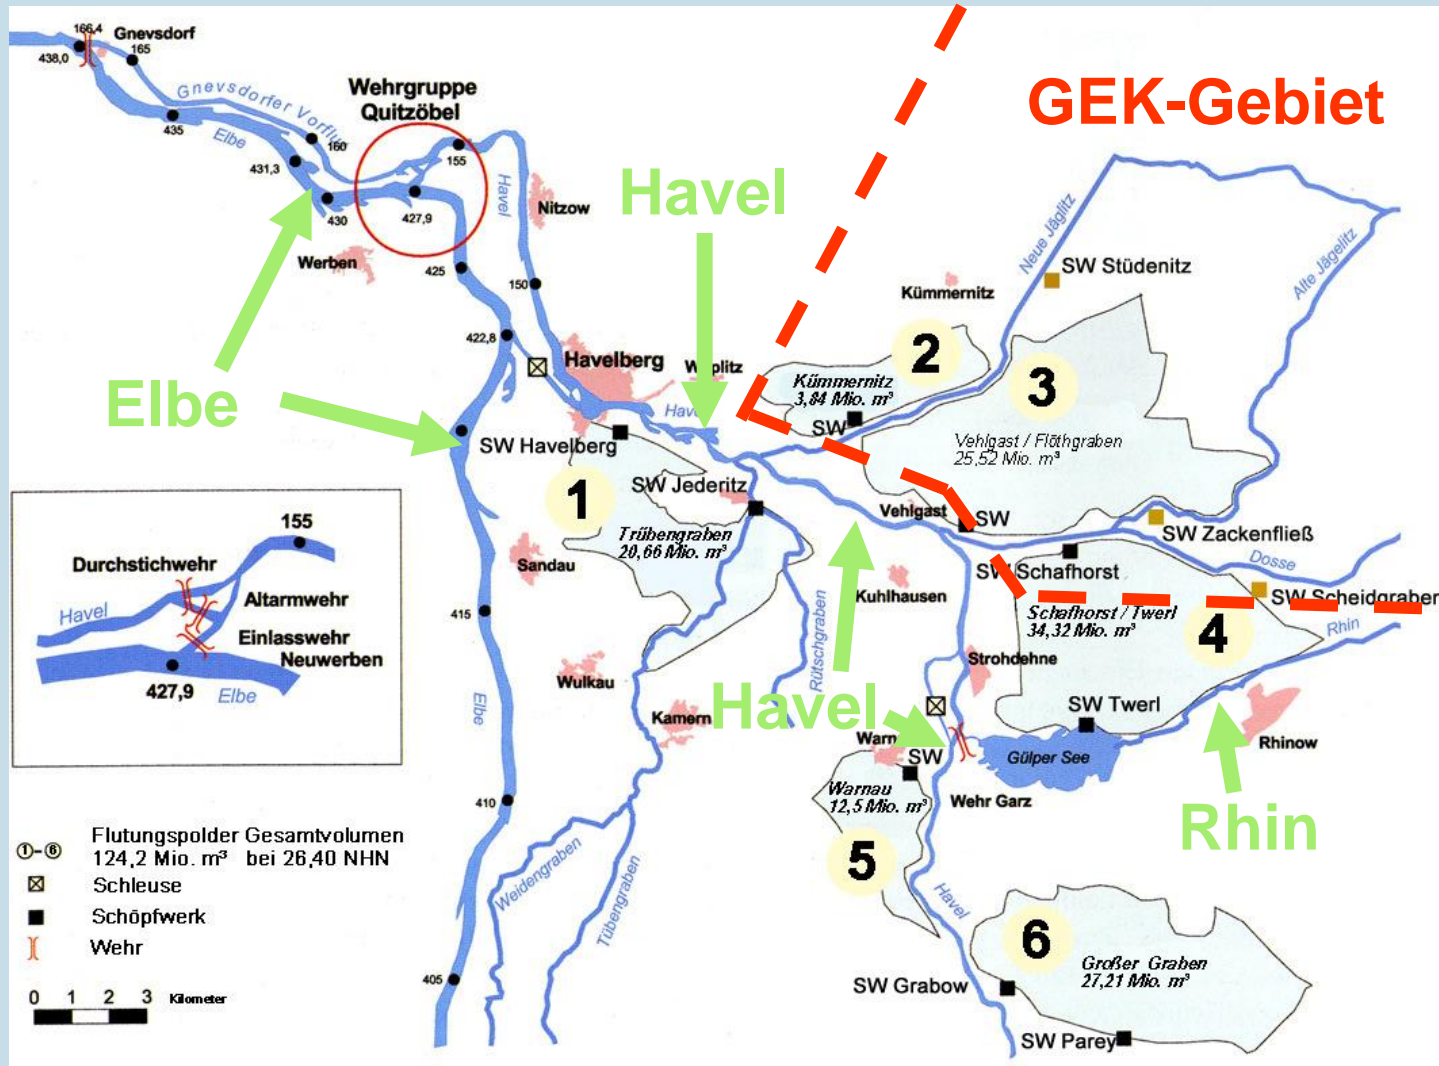 166,4
Gnevsdorf
438,0
165
Gnevsdorfer Vorflut
435
Elbe
431,3
160
430
Wehrgruppe
Quitzöbel
155
427,9
Havel
Nitzow
Werben
425
150
422,8
Havelberg
GEK-Gebiet
Havel
Elbe
Neue Jäglitz
Alte Jägelitz
SW Stüdenitz
Kümmernitz
2
Kümmernitz
3,84 Mio. m³
SW
3
Vehlgast / Flöthgraben
25,52 Mio. m³
SW Havelberg
1
SW Jederitz
Trübengraben
20,66 Mio. m³
Vehlgast
SW
SW Zackenfließ
Dosse
SW Schafhorst
SW Scheidgraben
Schafhorst / Twerl
34,32 Mio. m³
4
Rhin
Sandau
415
Kuhlhausen
Rütschgraben
Strohdehne
Wulkau
Elbe
Kamern
Havel
SW Twerl
Gülper See
Rhinow
SW
Warnau
12,5 Mio. m³
5
Wehr Garz
Rhin
410
Weidengraben
Tübengraben
405
Havel
6
Großer Graben
27,21 Mio. m³
SW Grabow
SW Parey
155
Durchstichwehr
Havel
Altarmwehr
Einlasswehr
Neuwerben
427,9
Elbe
①-⑥ Flutungspolder Gesamtvolumen
124,2 Mio. m³ bei 26,40 NHN
Schleuse
Schöpfwerk
Wehr
0 1 2 3 Kilometer